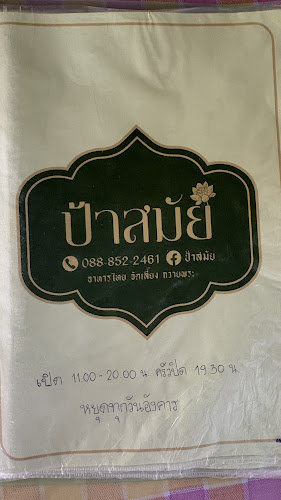 ป้าสมัย
088-852-2461 ป้าสมัย
อาหารไทย จัดเลี้ยง ถวายพระ
เปิด 11.00-20.00 น. ครัวปิด 19.30 น.
หยุดทุกวันอังคาร